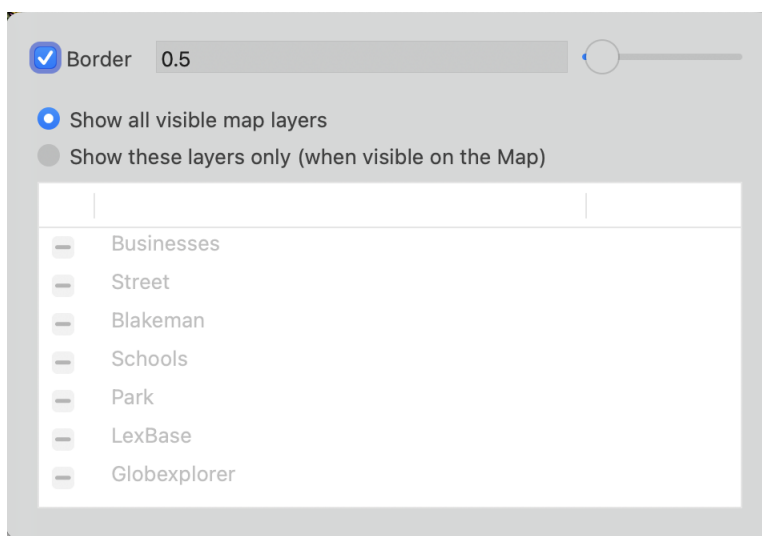 Border 0.5
Show all visible map layers
Show these layers only (when visible on the Map)
Businesses
Street
Blakeman
Schools
Park
LexBase
Globexplorer